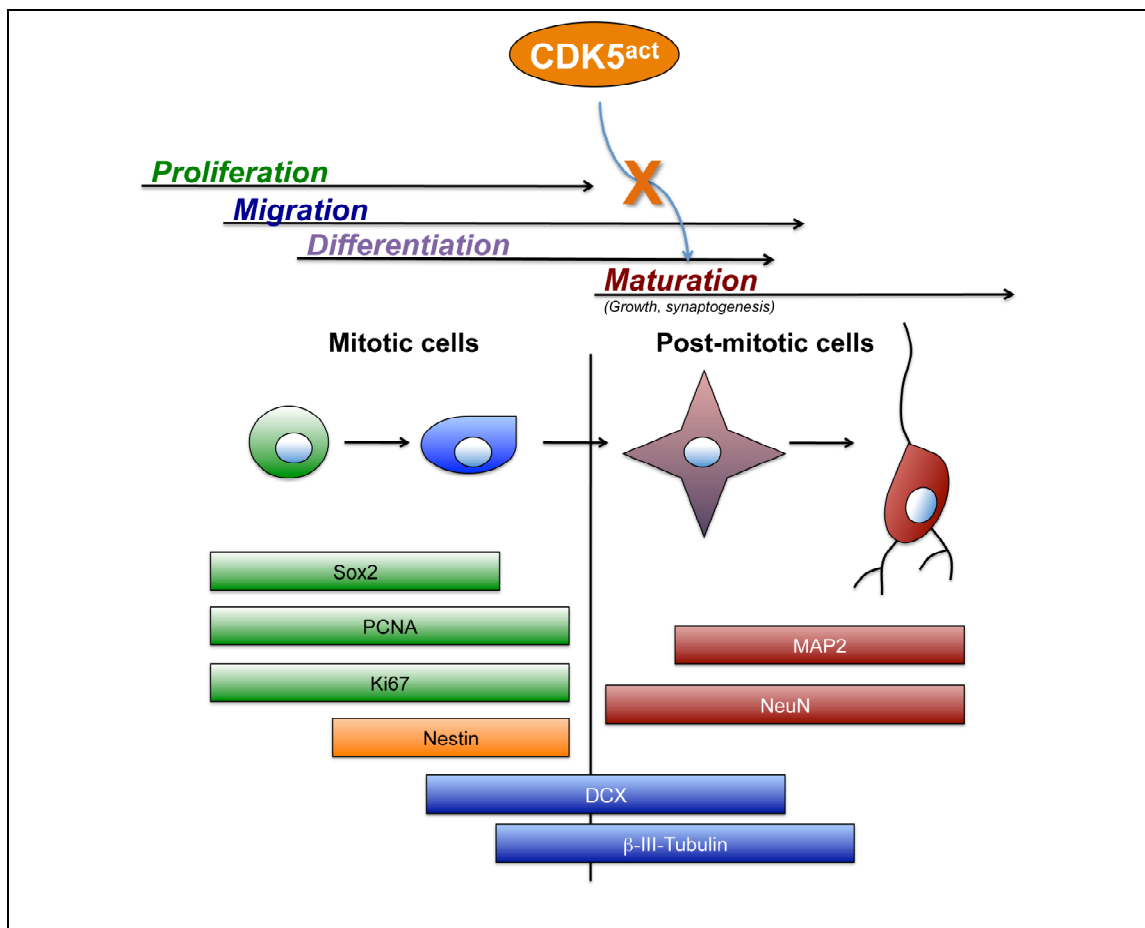 CDK5act
X
Proliferation
Migration
Differentiation
Maturation
(Growth, synaptogenesis)
Mitotic cells
Post-mitotic cells
Sox2
PCNA
MAP2
Ki67
NeuN
Nestin
DCX
β-III-Tubulin